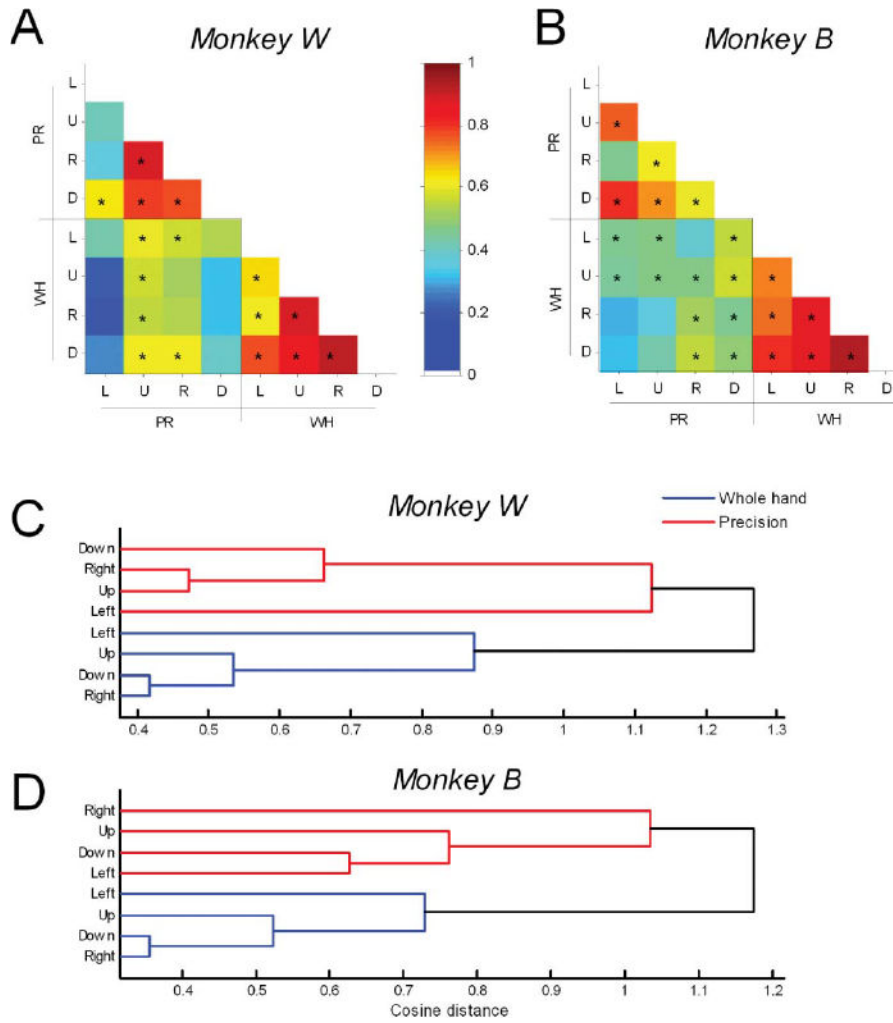 A Monkey W
B Monkey B
L
U
R
D
PR
L
U
R
D
WH
L U R D L U R D
PR WH
* * * * * * * * * * * * * * * * *
1
0.8
0.6
0.4
0.2
0
L
U
R
D
PR
L
U
R
D
WH
L U R D L U R D
PR WH
* * * * * * * * * * * * * * * * * * * * * *
C Monkey W
Whole hand
Precision
Down
Right
Up
Left
Left
Up
Down
Right
0.4 0.5 0.6 0.7 0.8 0.9 1 1.1 1.2 1.3
D Monkey B
Right
Up
Down
Left
Left
Up
Down
Right
0.4 0.5 0.6 0.7 0.8 0.9 1 1.1 1.2
Cosine distance